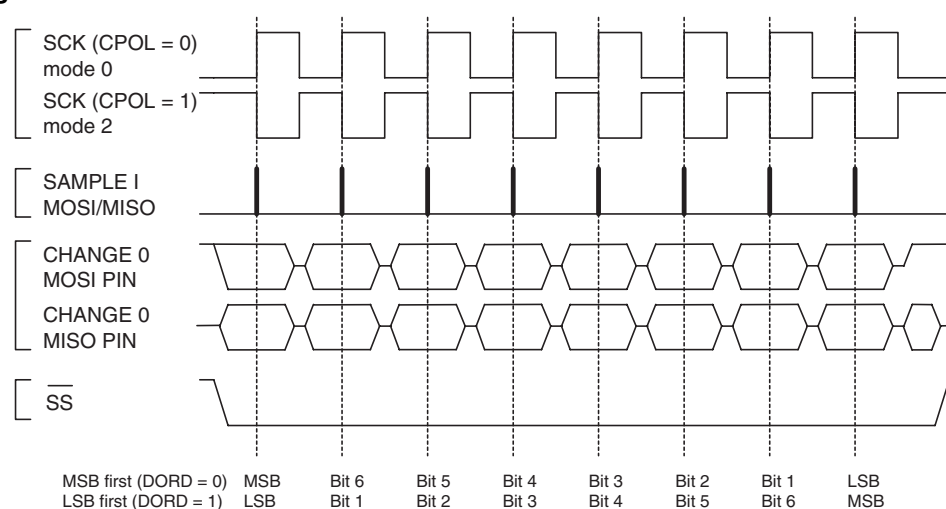 SCK (CPOL = 0)
mode 0
SCK (CPOL = 1)
mode 2
SAMPLE I
MOSI/MISO
CHANGE 0
MOSI PIN
CHANGE 0
MISO PIN
SS
MSB first (DORD = 0) MSB Bit 6 Bit 5 Bit 4 Bit 3 Bit 2 Bit 1 LSB
LSB first (DORD = 1) LSB Bit 1 Bit 2 Bit 3 Bit 4 Bit 5 Bit 6 MSB